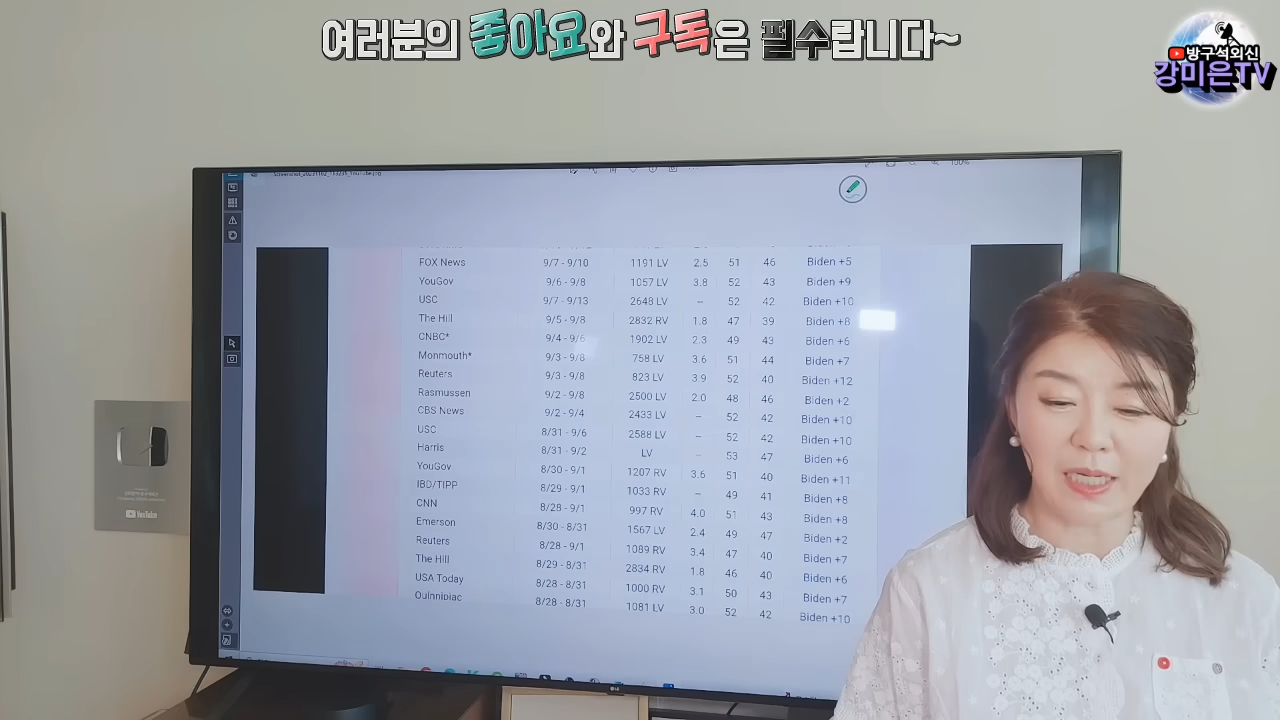 여러분의 좋아요와 구독은 필수랍니다~
방구석외신
강미은TV
100%
FOX News 9/7 - 9/10 1191 LV 2.5 51 46 Biden +5
YouGov 9/6 - 9/8 1057 LV 3.8 52 43 Biden +9
USC 9/7 - 9/13 2648 LV -- 52 42 Biden +10
The Hill 9/5 - 9/8 2832 RV 1.8 47 39 Biden +8
CNBC* 9/4 - 9/6 1902 LV 2.3 49 43 Biden +6
Monmouth* 9/3 - 9/8 758 LV 3.6 51 44 Biden +7
Reuters 9/3 - 9/8 823 LV 3.9 52 40 Biden +12
Rasmussen 9/2 - 9/8 2500 LV 2.0 48 46 Biden +2
CBS News 9/2 - 9/4 2433 LV -- 52 42 Biden +10
USC 8/31 - 9/6 2588 LV -- 52 42 Biden +10
Harris 8/31 - 9/2 LV -- 53 47 Biden +6
YouGov 8/30 - 9/1 1207 RV 3.6 51 40 Biden +11
IBD/TIPP 8/29 - 9/1 1033 RV -- 49 41 Biden +8
CNN 8/28 - 9/1 997 RV 4.0 51 43 Biden +8
Emerson 8/30 - 8/31 1567 LV 2.4 49 47 Biden +2
Reuters 8/28 - 9/1 1089 RV 3.4 47 40 Biden +7
The Hill 8/29 - 8/31 2834 RV 1.8 46 40 Biden +6
USA Today 8/28 - 8/31 1000 RV 3.1 50 43 Biden +7
Quinnipiac 8/28 - 8/31 1081 LV 3.0 52 42 Biden +10
YouTube
LG